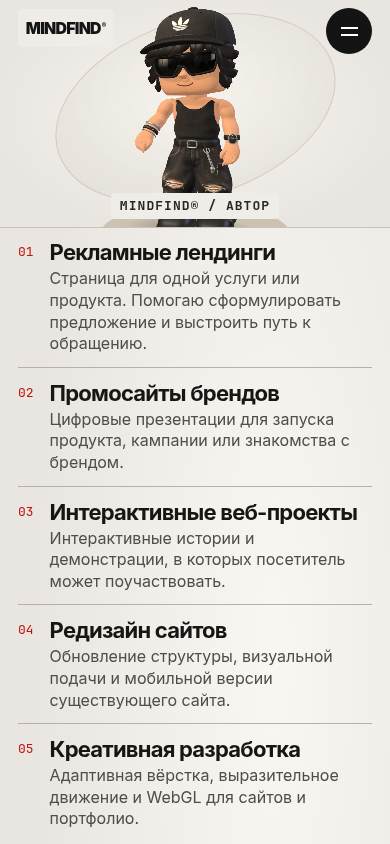 MINDFIND®
MINDFIND® / АВТОР
01 Рекламные лендинги
Страница для одной услуги или
продукта. Помогаю сформулировать
предложение и выстроить путь к
обращению.
02 Промосайты брендов
Цифровые презентации для запуска
продукта, кампании или знакомства с
брендом.
03 Интерактивные веб-проекты
Интерактивные истории и
демонстрации, в которых посетитель
может поучаствовать.
04 Редизайн сайтов
Обновление структуры, визуальной
подачи и мобильной версии
существующего сайта.
05 Креативная разработка
Адаптивная вёрстка, выразительное
движение и WebGL для сайтов и
портфолио.